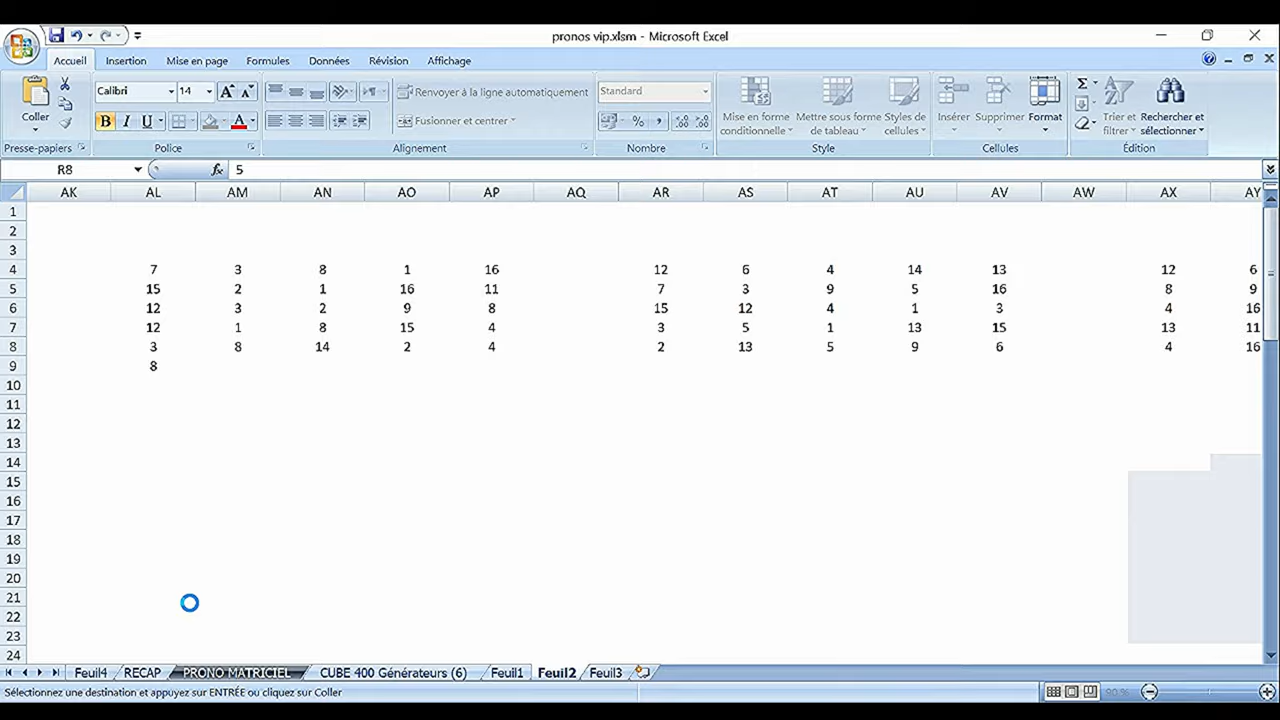 pronos vip.xlsm - Microsoft Excel
Accueil Insertion Mise en page Formules Données Révision Affichage
Calibri 14 Renvoyer à la ligne automatiquement Standard
Coller G I U Fusionner et centrer % Mise en forme conditionnelle Mettre sous forme de tableau Styles de cellules Insérer Supprimer Format Trier et filtrer Rechercher et sélectionner
Presse-papiers Police Alignement Nombre Style Cellules Édition
R8 fx 5
AK AL AM AN AO AP AQ AR AS AT AU AV AW AX AY
1
2
3
4 7 3 8 1 16 12 6 4 14 13 12 6
5 15 2 1 16 11 7 3 9 5 16 8 9
6 12 3 2 9 8 15 12 4 1 3 4 16
7 12 1 8 15 4 3 5 1 13 15 13 11
8 3 8 14 2 4 2 13 5 9 6 4 16
9 8
10
11
12
13
14
15
16
17
18
19
20
21
22
23
24
Feuil4 RECAP PRONO MATRICIEL CUBE 400 Générateurs (6) Feuil1 Feuil2 Feuil3
Sélectionnez une destination et appuyez sur ENTRÉE ou cliquez sur Coller 90 %